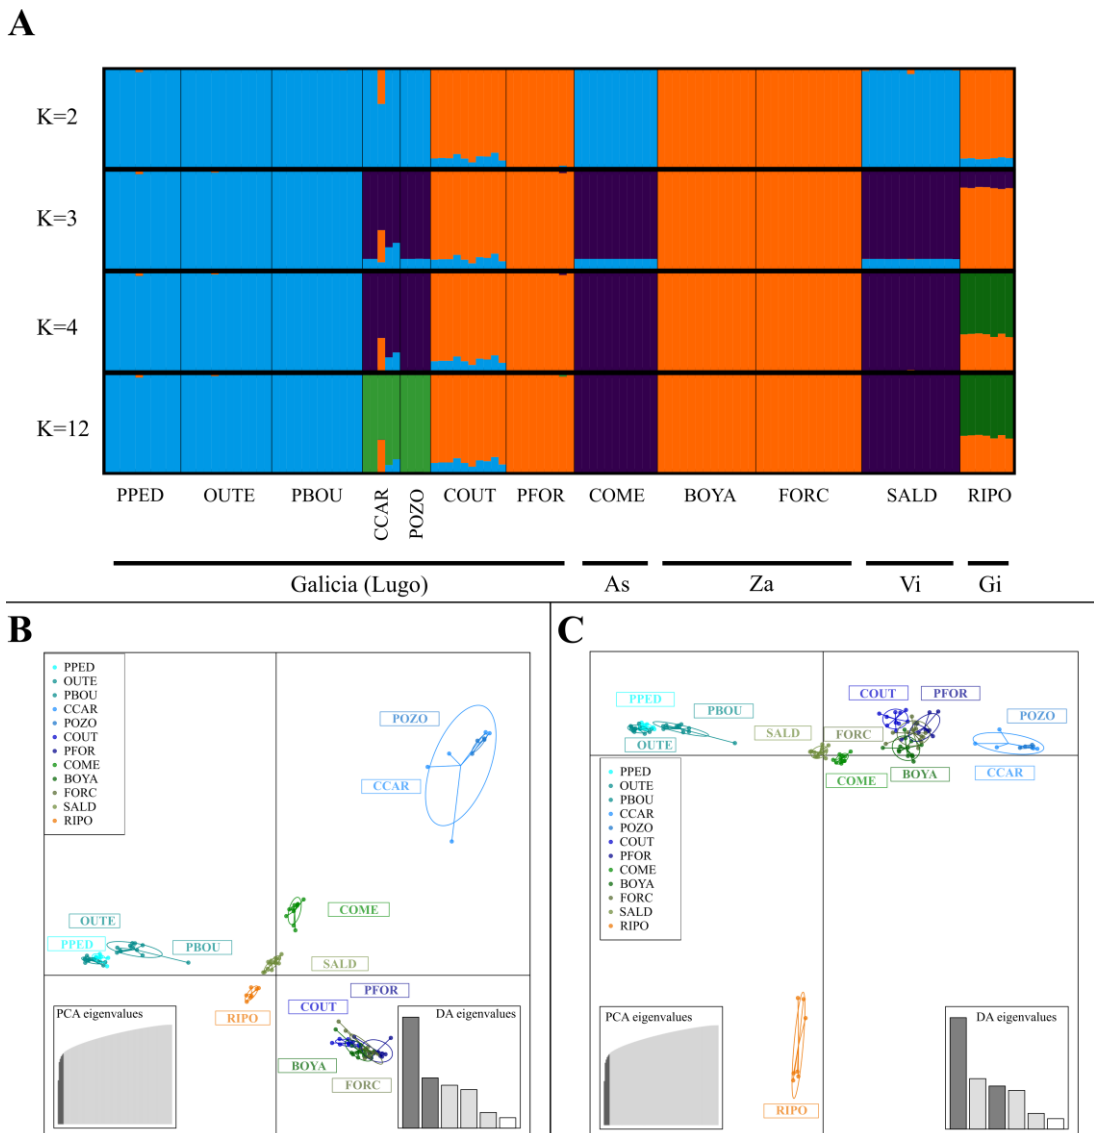 A
K=2
K=3
K=4
K=12
PPED OUTE PBOU CCAR POZO COUT PFOR COME BOYA FORC SALD RIPO
Galicia (Lugo) As Za Vi Gi
B
PPED
OUTE
PBOU
CCAR
POZO
COUT
PFOR
COME
BOYA
FORC
SALD
RIPO
POZO
CCAR
COME
OUTE
PPED
PBOU
SALD
RIPO
PFOR
COUT
BOYA
FORC
PCA eigenvalues
DA eigenvalues
C
PPED
PBOU
OUTE
COUT
PFOR
POZO
SALD
FORC
COME
BOYA
CCAR
PPED
OUTE
PBOU
CCAR
POZO
COUT
PFOR
COME
BOYA
FORC
SALD
RIPO
PCA eigenvalues
DA eigenvalues
RIPO